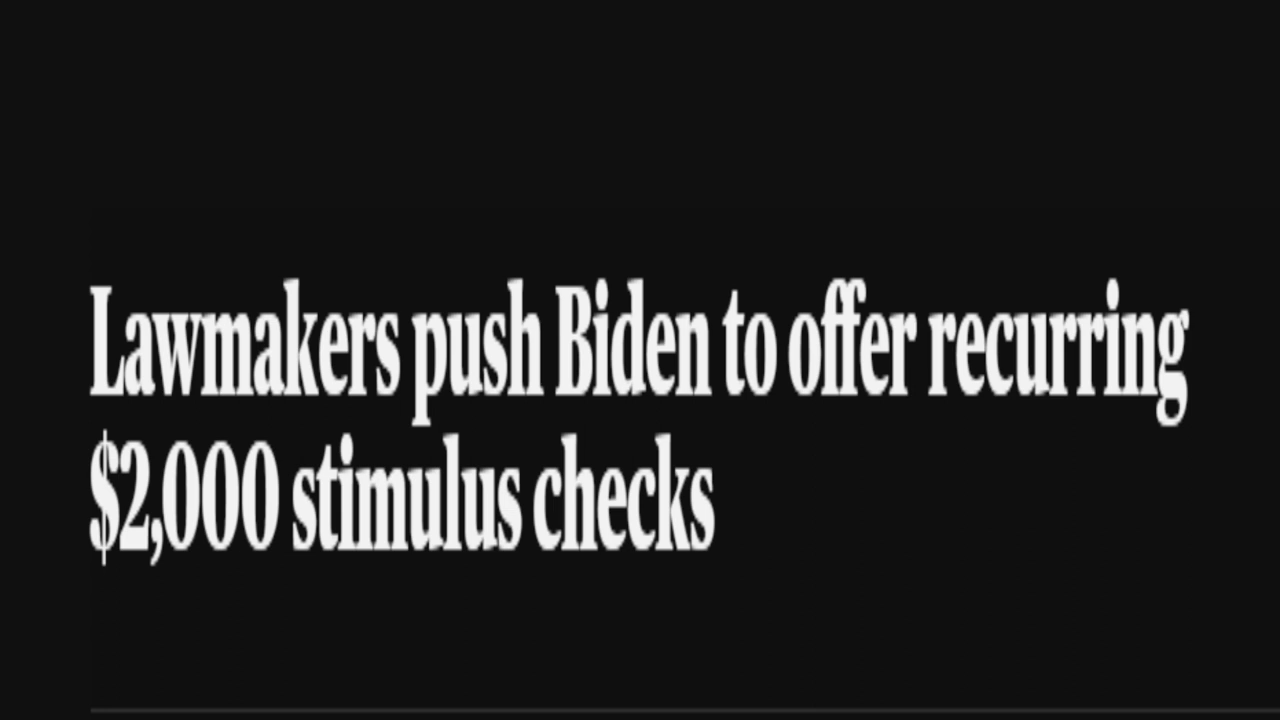 Lawmakers push Biden to offer recurring
$2,000 stimulus checks